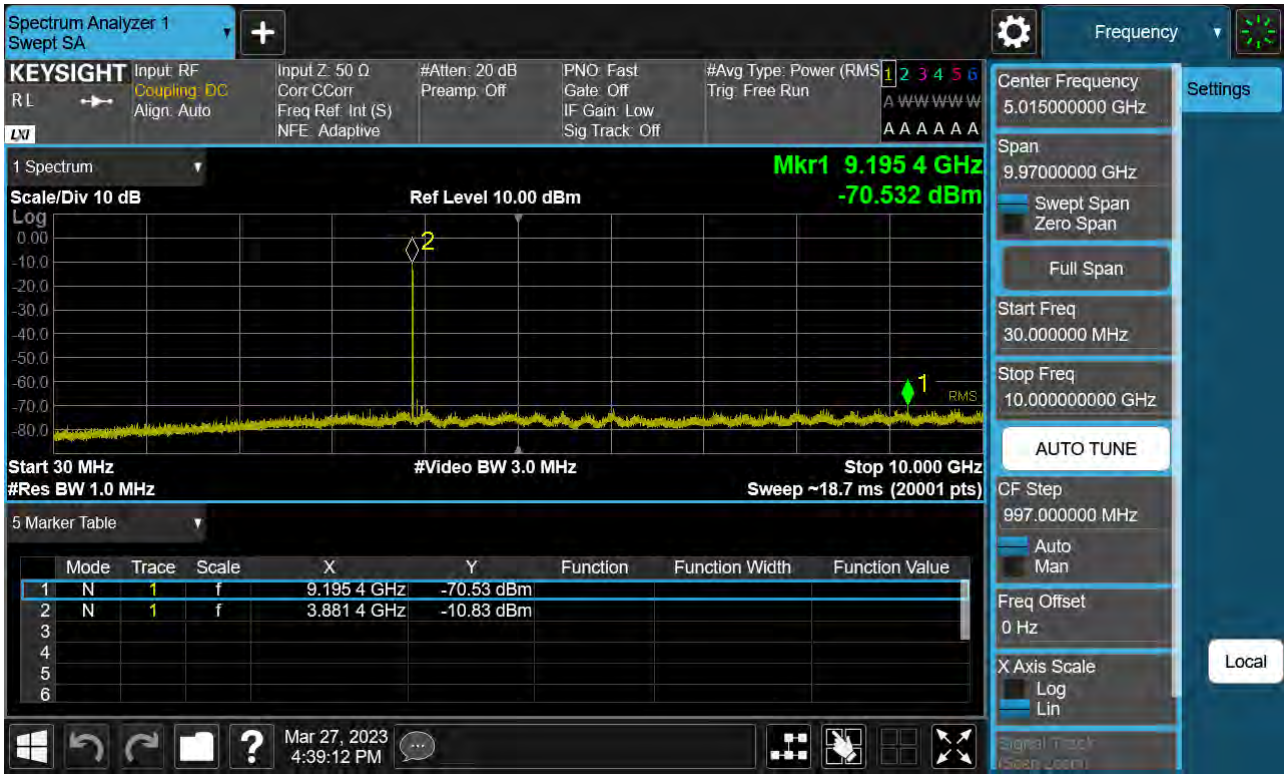 Spectrum Analyzer 1
Swept SA
+
Frequency
KEYSIGHT
RL
LXI
Input: RF
Coupling: DC
Align: Auto
Input Z: 50 Ω
Corr CCorr
Freq Ref: Int (S)
NFE: Adaptive
#Atten: 20 dB
Preamp: Off
PNO: Fast
Gate: Off
IF Gain: Low
Sig Track: Off
#Avg Type: Power (RMS
Trig: Free Run
1 2 3 4 5 6
A W W W W W
A A A A A A
1 Spectrum
Mkr1 9.195 4 GHz
-70.532 dBm
Scale/Div 10 dB
Ref Level 10.00 dBm
Log
0.00
-10.0
-20.0
-30.0
-40.0
-50.0
-60.0
-70.0
-80.0
2
1
RMS
Start 30 MHz
#Video BW 3.0 MHz
Stop 10.000 GHz
#Res BW 1.0 MHz
Sweep ~18.7 ms (20001 pts)
5 Marker Table
Mode Trace Scale X Y Function Function Width Function Value
1 N 1 f 9.195 4 GHz -70.53 dBm
2 N 1 f 3.881 4 GHz -10.83 dBm
3
4
5
6
Mar 27, 2023
4:39:12 PM
?
Center Frequency
5.015000000 GHz
Settings
Span
9.97000000 GHz
Swept Span
Zero Span
Full Span
Start Freq
30.000000 MHz
Stop Freq
10.000000000 GHz
AUTO TUNE
CF Step
997.000000 MHz
Auto
Man
Freq Offset
0 Hz
X Axis Scale
Log
Lin
Local
Signal Track
(Span Zoom)